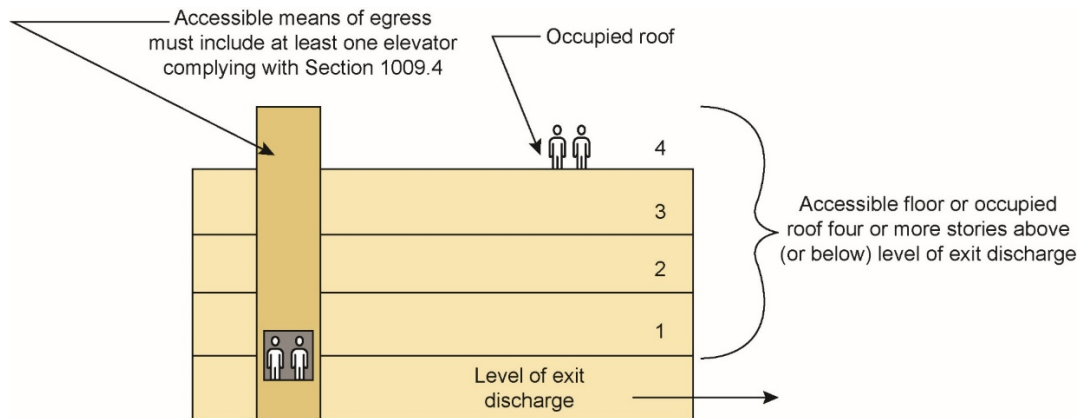 Accessible means of egress
must include at least one elevator
complying with Section 1009.4
Occupied roof
4
3
2
1
Accessible floor or occupied
roof four or more stories above
(or below) level of exit discharge
Level of exit
discharge